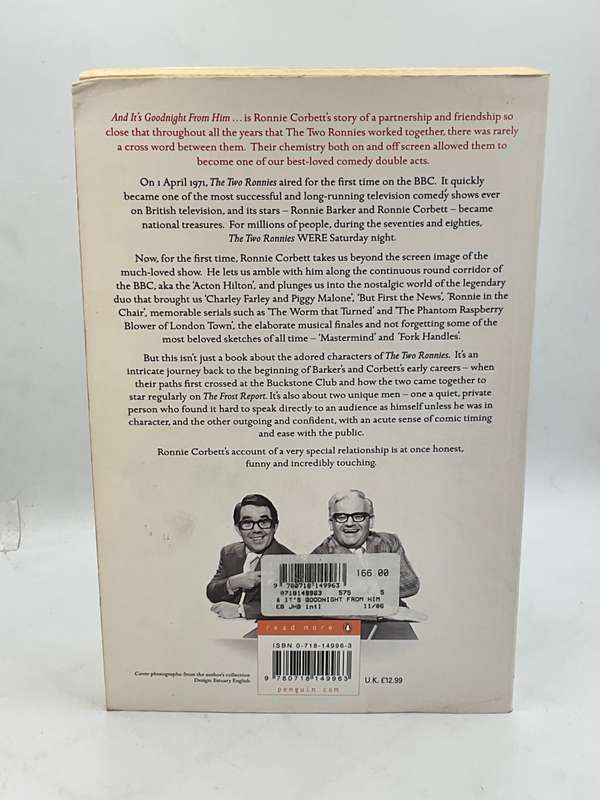 And It's Goodnight From Him ... is Ronnie Corbett's story of a partnership and friendship so
close that throughout all the years that The Two Ronnies worked together, there was rarely
a cross word between them. Their chemistry both on and off screen allowed them to
become one of our best-loved comedy double acts.
On 1 April 1971, The Two Ronnies aired for the first time on the BBC. It quickly
became one of the most successful and long-running television comedy shows ever
on British television, and its stars – Ronnie Barker and Ronnie Corbett – became
national treasures. For millions of people, during the seventies and eighties,
The Two Ronnies WERE Saturday night.
Now, for the first time, Ronnie Corbett takes us beyond the screen image of the
much-loved show. He lets us amble with him along the continuous round corridor of
the BBC, aka the 'Acton Hilton', and plunges us into the nostalgic world of the legendary
duo that brought us 'Charley Farley and Piggy Malone', 'But First the News', 'Ronnie in the
Chair', memorable serials such as 'The Worm that Turned' and 'The Phantom Raspberry
Blower of London Town', the elaborate musical finales and not forgetting some of the
most beloved sketches of all time – 'Mastermind' and 'Fork Handles'.
But this isn't just a book about the adored characters of The Two Ronnies. It's an
intricate journey back to the beginning of Barker's and Corbett's early careers – when
their paths first crossed at the Buckstone Club and how the two came together to
star regularly on The Frost Report. It's also about two unique men – one a quiet, private
person who found it hard to speak directly to an audience as himself unless he was in
character, and the other outgoing and confident, with an acute sense of comic timing
and ease with the public.
Ronnie Corbett's account of a very special relationship is at once honest,
funny and incredibly touching.
166.00
9 780718 149963
0718149963 575 S
& IT'S GOODNIGHT FROM HIM
EB JHB intl 11/06
read more
ISBN 0-718-14996-3
9 780718 149963
penguin.com
U.K. £12.99
Cover photographs: from the author's collection
Design: Estuary English